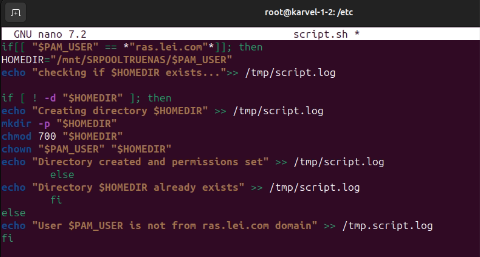 root@karvel-1-2: /etc
GNU nano 7.2 script.sh *
if[[ "$PAM_USER" == *"ras.lei.com"*]]; then
HOMEDIR="/mnt/SRPOOLTRUENAS/$PAM_USER"
echo "checking if $HOMEDIR exists...">> /tmp/script.log
if [ ! -d "$HOMEDIR" ]; then
echo "Creating directory $HOMEDIR" >> /tmp/script.log
mkdir -p "$HOMEDIR"
chmod 700 "$HOMEDIR"
chown "$PAM_USER" "$HOMEDIR"
echo "Directory created and permissions set" >> /tmp/script.log
else
echo "Directory $HOMEDIR already exists" >> /tmp/script.log
fi
else
echo "User $PAM_USER is not from ras.lei.com domain" >> /tmp.script.log
fi